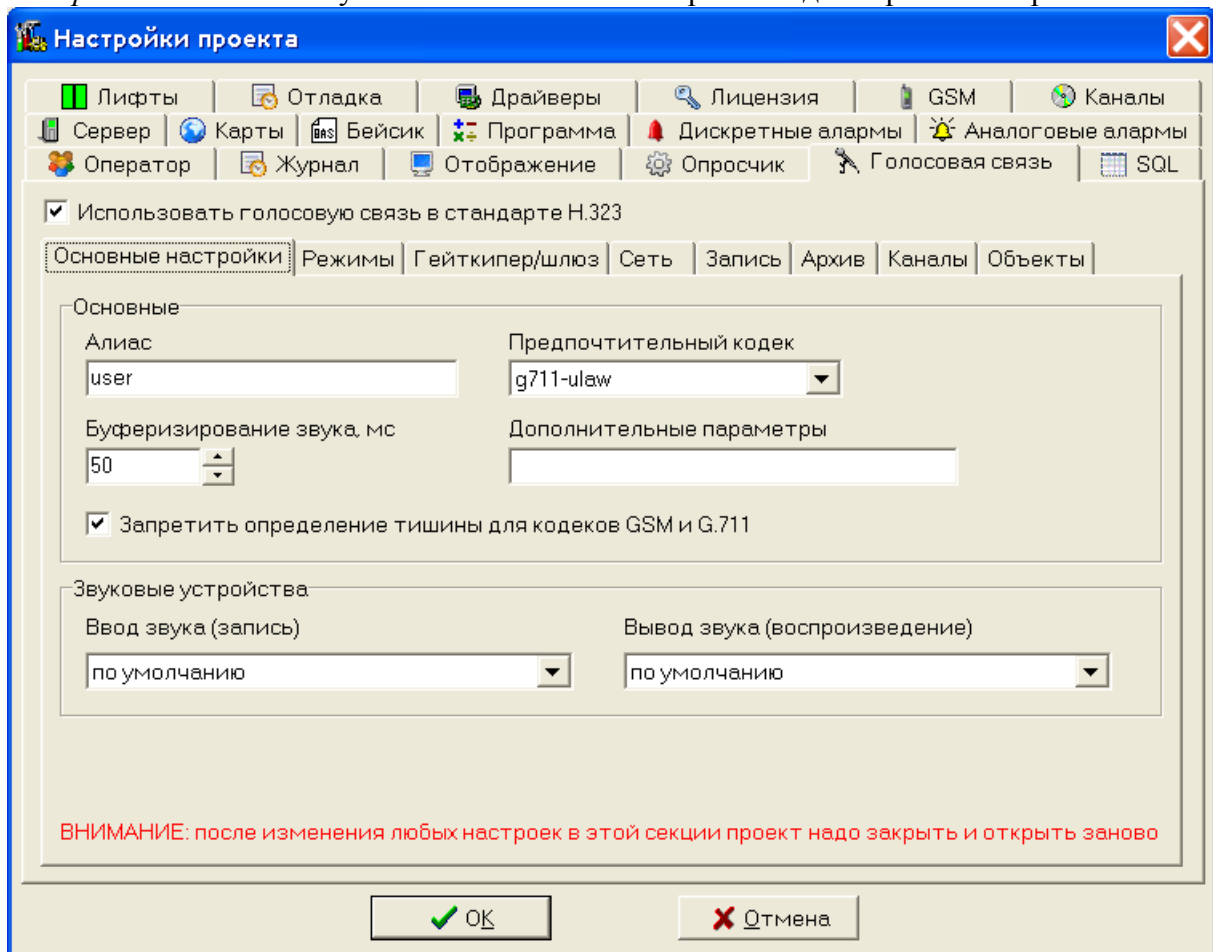 Настройки проекта
Лифты Отладка Драйверы Лицензия GSM Каналы
Сервер Карты Бейсик Программа Дискретные алармы Аналоговые алармы
Оператор Журнал Отображение Опросчик Голосовая связь SQL
Использовать голосовую связь в стандарте H.323
Основные настройки Режимы Гейткипер/шлюз Сеть Запись Архив Каналы Объекты
Основные
Алиас Предпочтительный кодек
user g711-ulaw
Буферизирование звука, мс Дополнительные параметры
50
Запретить определение тишины для кодеков GSM и G.711
Звуковые устройства
Ввод звука (запись) Вывод звука (воспроизведение)
по умолчанию по умолчанию
ВНИМАНИЕ: после изменения любых настроек в этой секции проект надо закрыть и открыть заново
OK Отмена